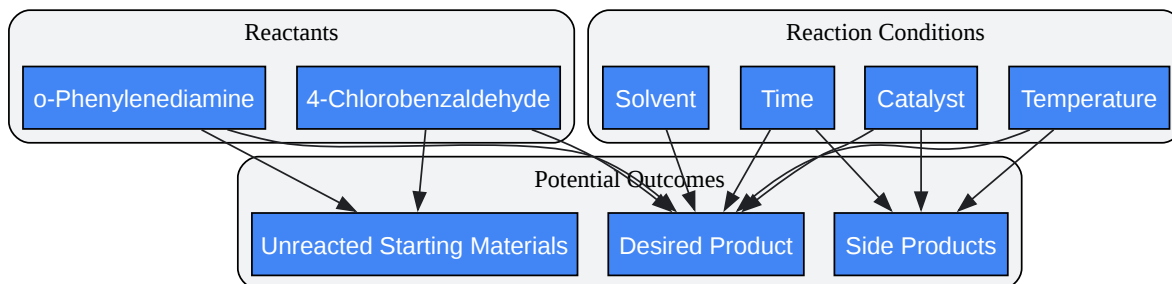 Reactants
Reaction Conditions
o-Phenylenediamine
4-Chlorobenzaldehyde
Solvent
Time
Catalyst
Temperature
Potential Outcomes
Unreacted Starting Materials
Desired Product
Side Products